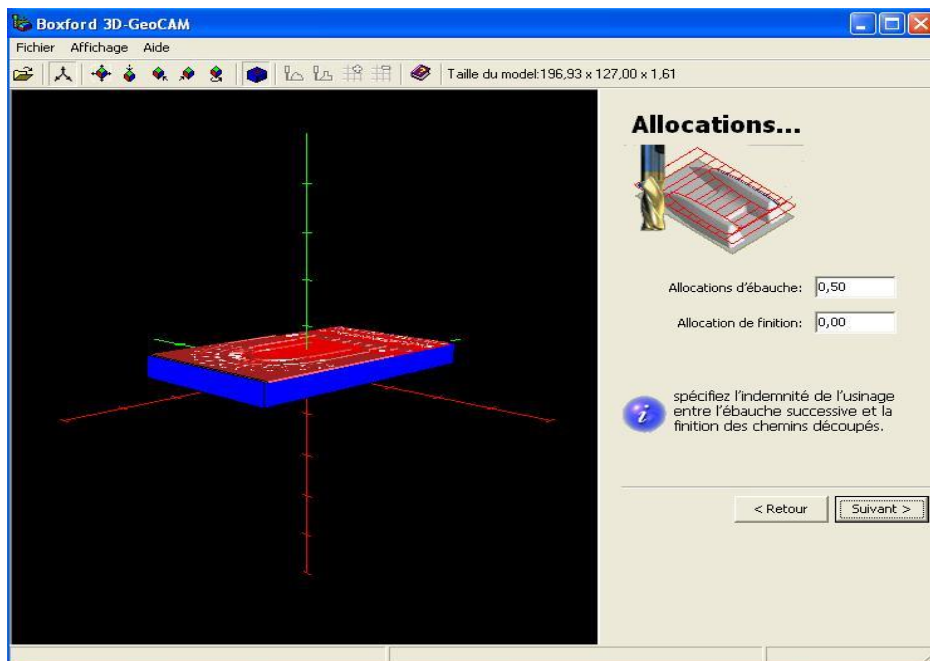 Boxford 3D-GeoCAM
Fichier Affichage Aide
Taille du model:196,93 x 127,00 x 1,61
Allocations...
Allocations d'ébauche: 0,50
Allocation de finition: 0,00
spécifiez l'indemnité de l'usinage
entre l'ébauche successive et la
finition des chemins découpés.
< Retour Suivant >